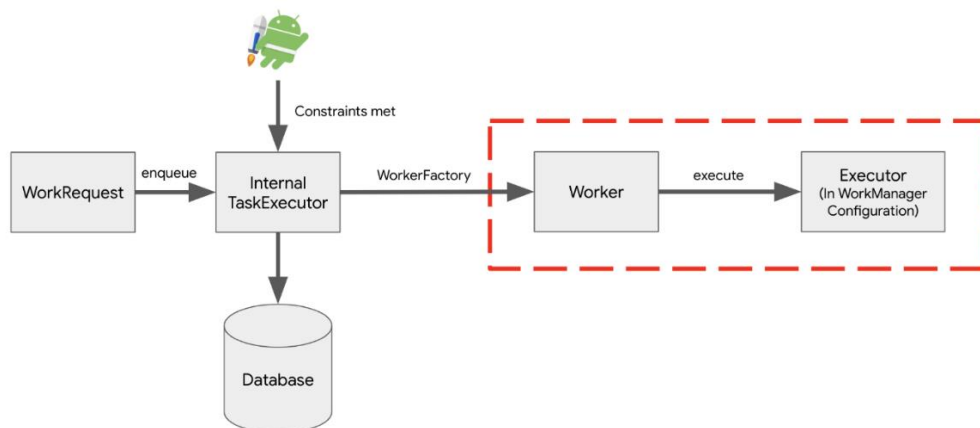 Constraints met
WorkRequest
enqueue
Internal
TaskExecutor
WorkerFactory
Worker
execute
Executor
(In WorkManager
Configuration)
Database